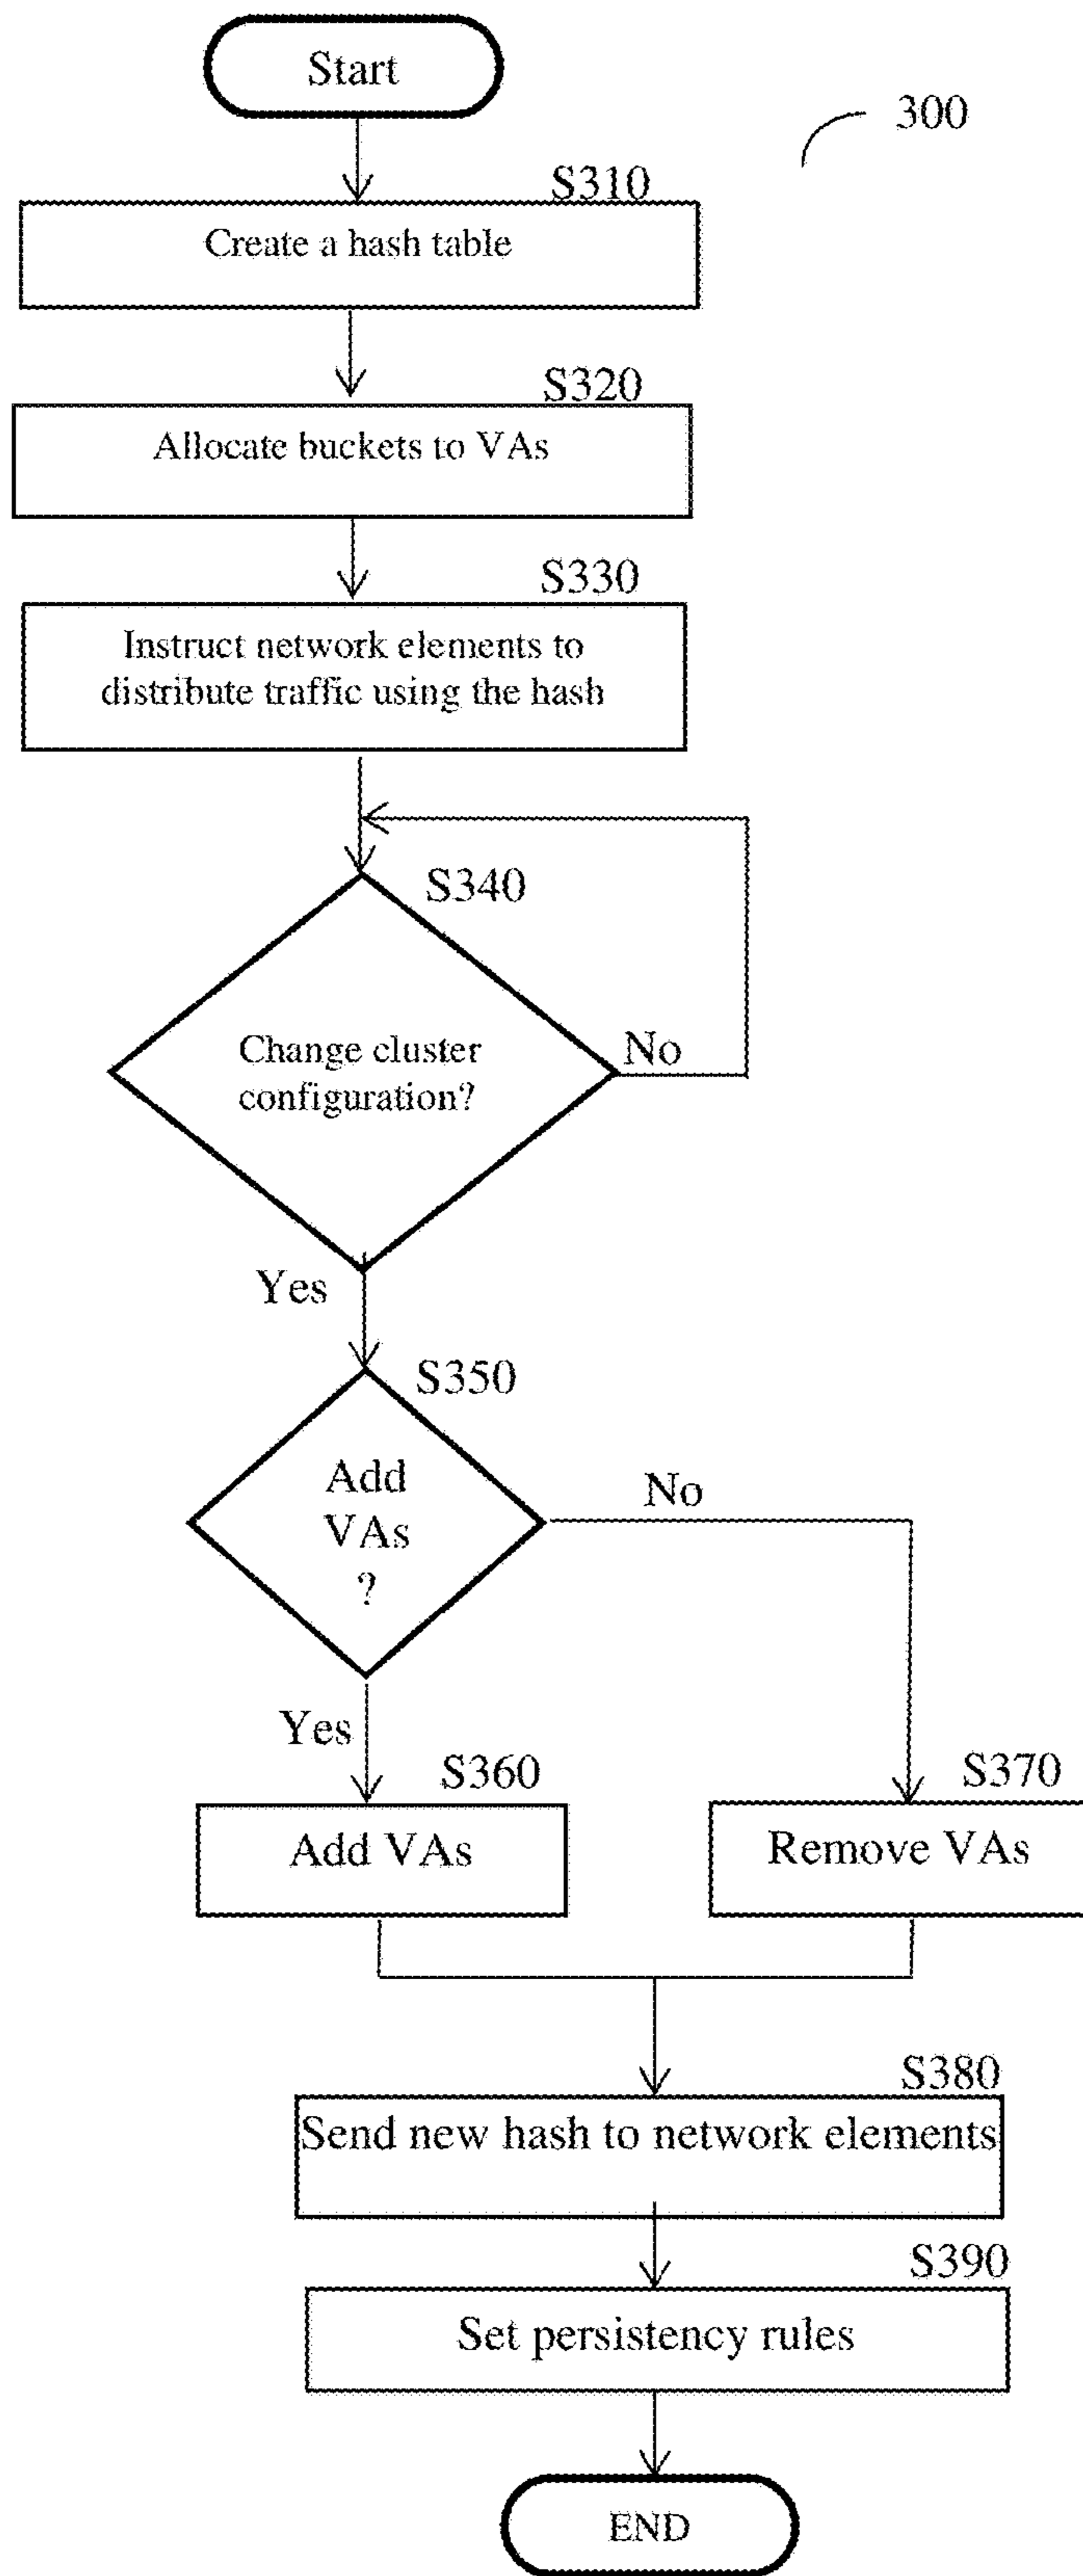 Start
300
S310
Create a hash table
S320
Allocate buckets to VAs
S330
Instruct network elements to
distribute traffic using the hash
S340
Change cluster
configuration?
No
Yes
S350
Add
VAs
?
No
Yes
S360
Add VAs
S370
Remove VAs
S380
Send new hash to network elements
S390
Set persistency rules
END